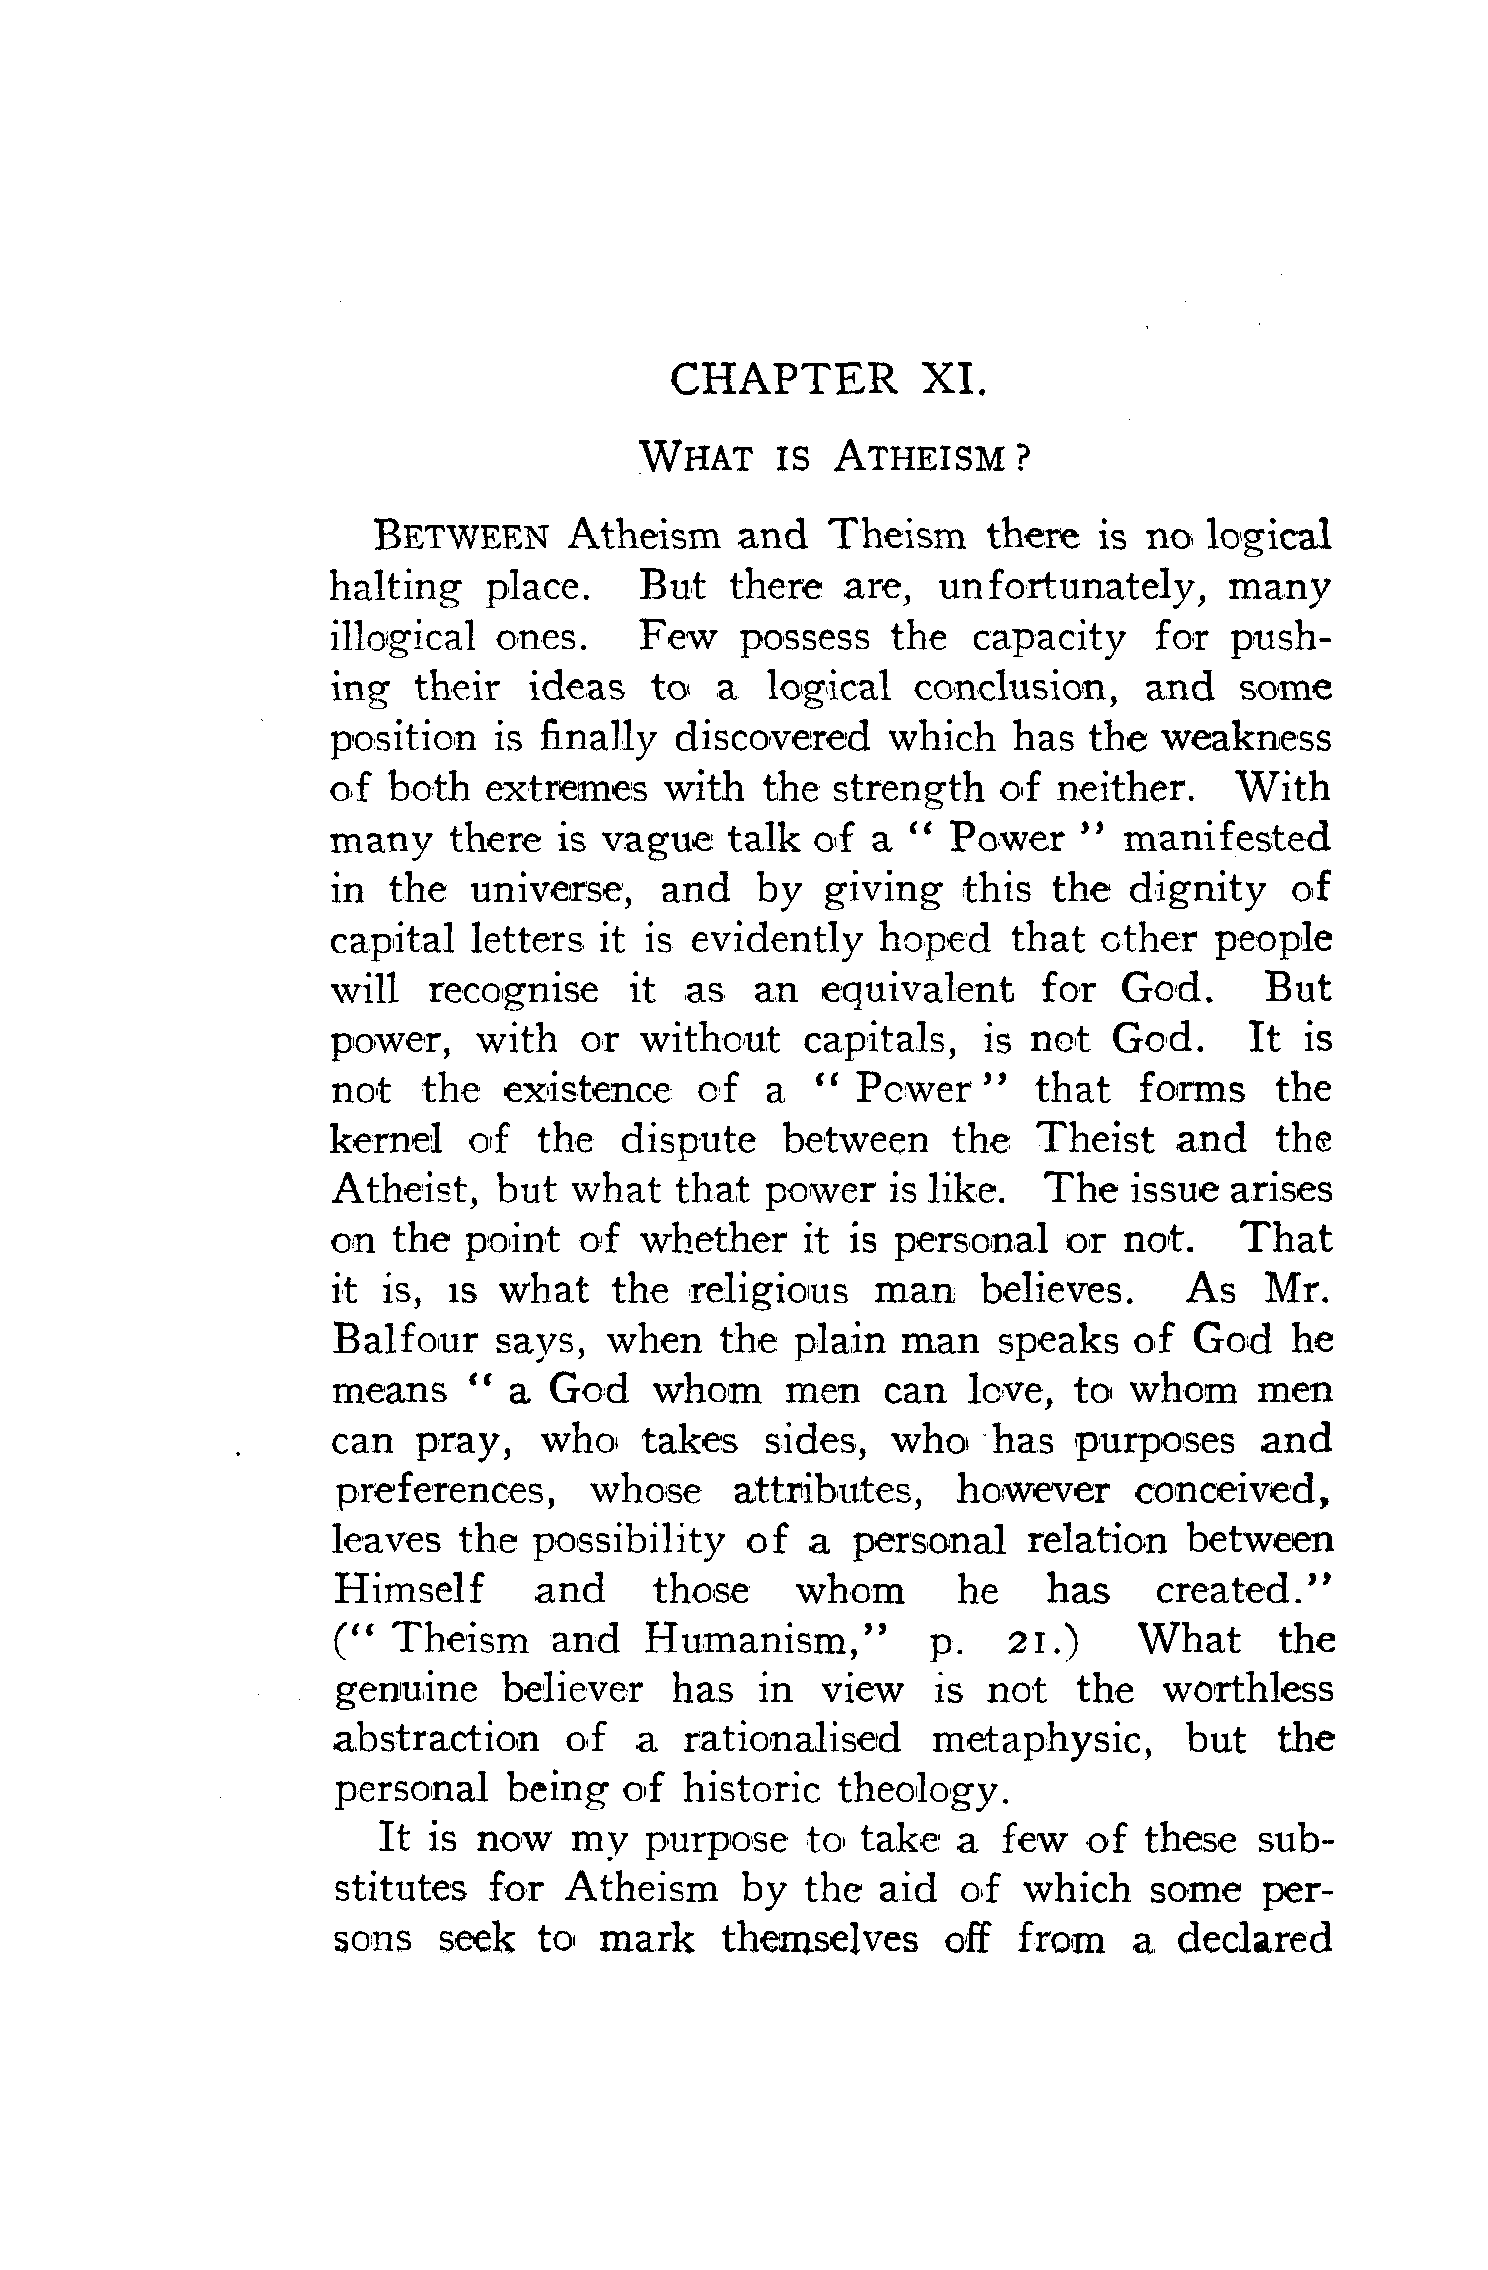 CHAPTER XI.
WHAT IS ATHEISM?
BETWEEN Atheism and Theism there is no logical
halting place. But there are, unfortunately, many
illogical ones. Few possess the capacity for push-
ing their ideas to a logical conclusion, and some
position is finally discovered which has the weakness
of both extremes with the strength of neither. With
many there is vague talk of a " Power " manifested
in the universe, and by giving this the dignity of
capital letters it is evidently hoped that other people
will recognise it as an equivalent for God. But
power, with or without capitals, is not God. It is
not the existence of a " Power " that forms the
kernel of the dispute between the Theist and the
Atheist, but what that power is like. The issue arises
on the point of whether it is personal or not. That
it is, is what the religious man believes. As Mr.
Balfour says, when the plain man speaks of God he
means " a God whom men can love, to whom men
can pray, who takes sides, who has purposes and
preferences, whose attributes, however conceived,
leaves the possibility of a personal relation between
Himself and those whom he has created."
(" Theism and Humanism," p. 21.) What the
genuine believer has in view is not the worthless
abstraction of a rationalised metaphysic, but the
personal being of historic theology.
It is now my purpose to take a few of these sub-
stitutes for Atheism by the aid of which some per-
sons seek to mark themselves off from a declared